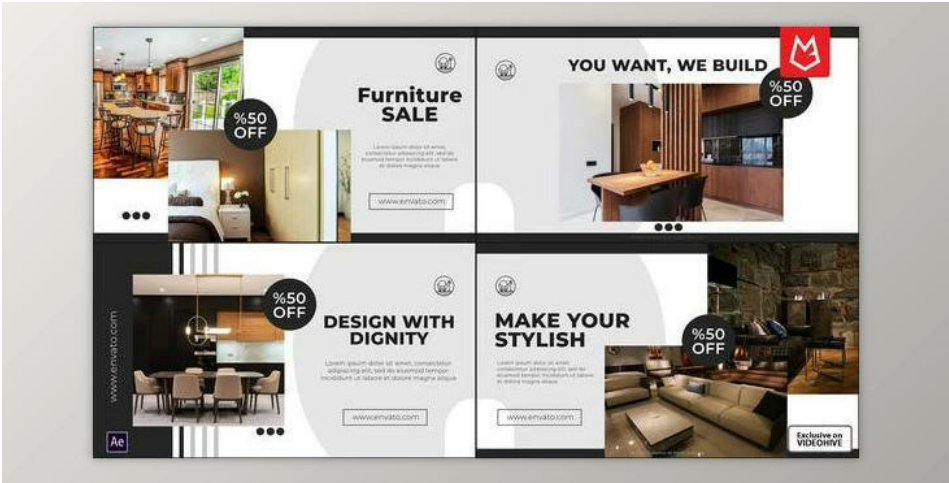 Furniture
SALE
%50
OFF
Lorem ipsum dolor sit amet,
consectetur adipiscing elit, sed do
eiusmod tempor incididunt ut labore
et dolore magna aliqua
www.envato.com
YOU WANT, WE BUILD
%50
OFF
%50
OFF
DESIGN WITH
DIGNITY
Lorem ipsum dolor sit amet, consectetur
adipiscing elit, sed do eiusmod tempor
incididunt ut labore et dolore magna aliqua
www.envato.com
www.envato.com
Ae
MAKE YOUR
STYLISH
%50
OFF
Lorem ipsum dolor sit amet,
consectetur adipiscing elit, sed do
eiusmod tempor incididunt ut labore
et dolore magna aliqua
www.envato.com
Exclusive on
VIDEOHIVE